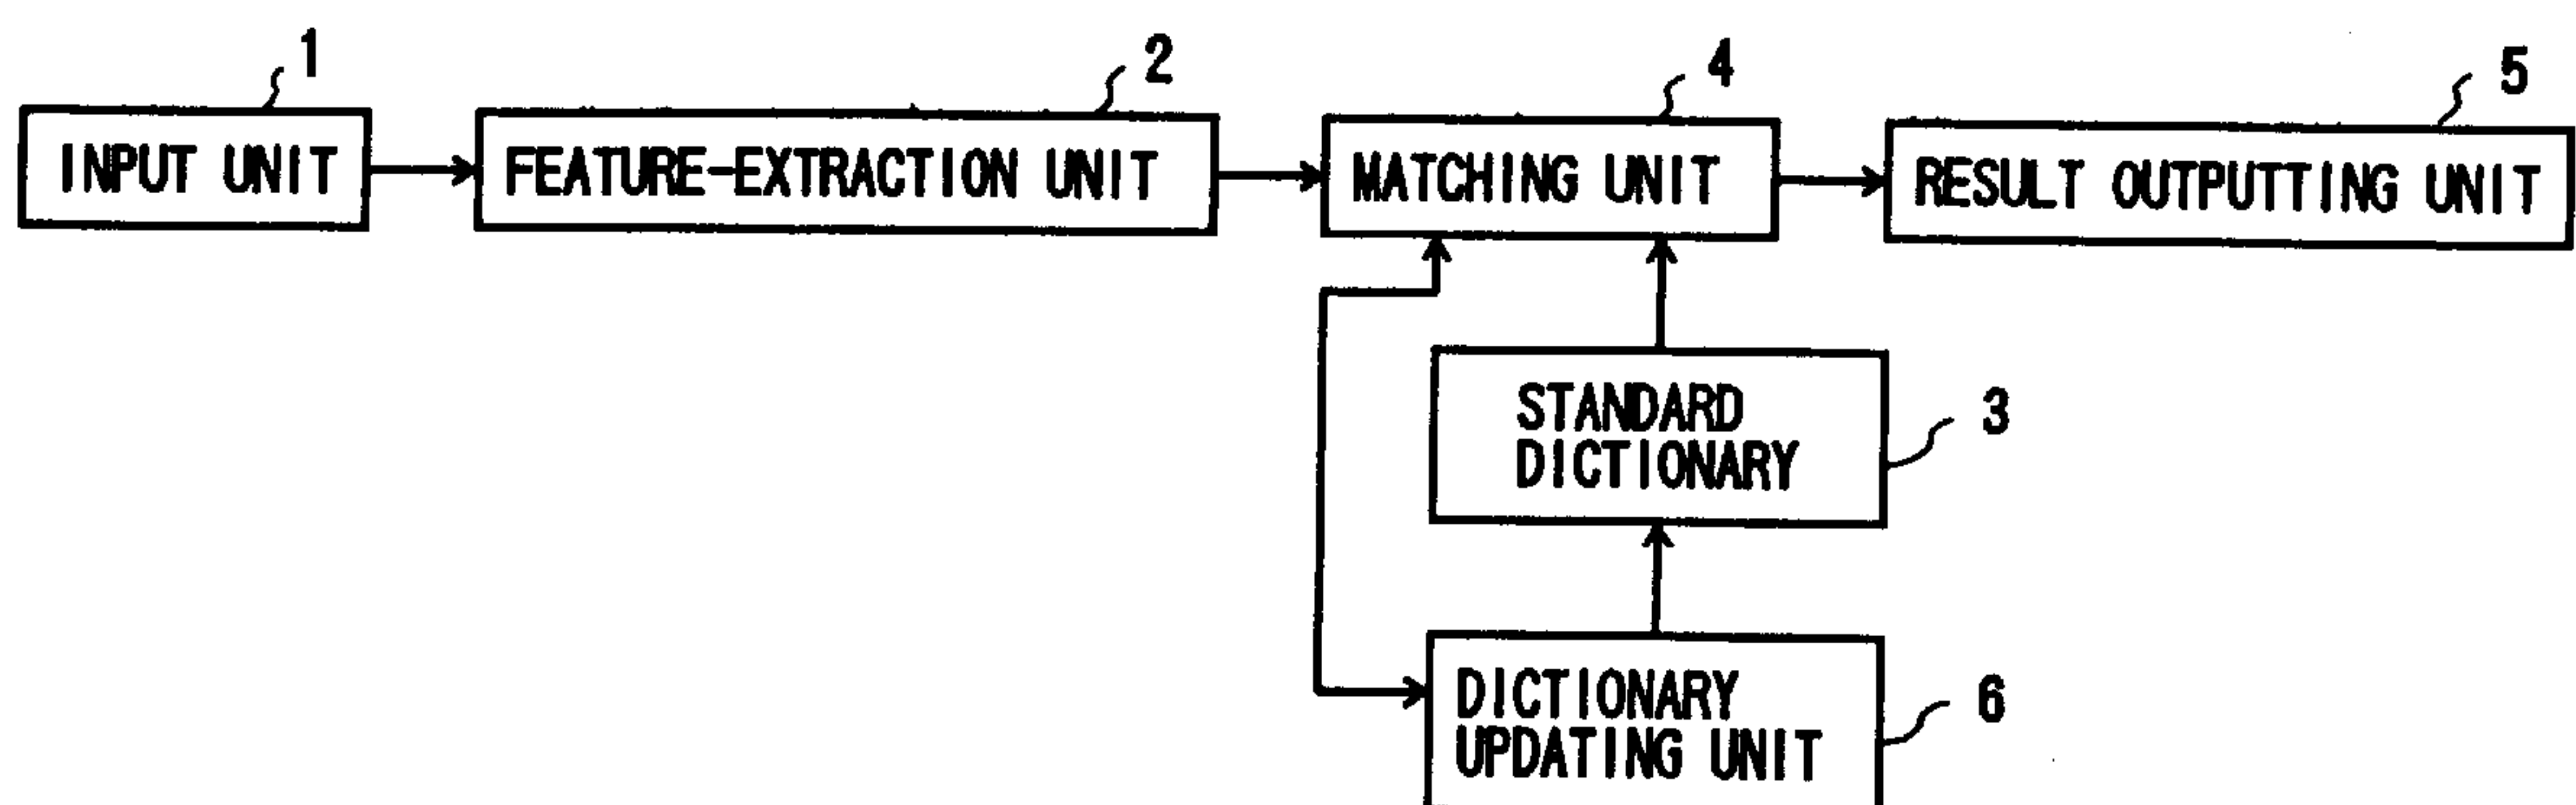 1
2
4
5
INPUT UNIT
FEATURE-EXTRACTION UNIT
MATCHING UNIT
RESULT OUTPUTTING UNIT
STANDARD
DICTIONARY
3
DICTIONARY
UPDATING UNIT
6